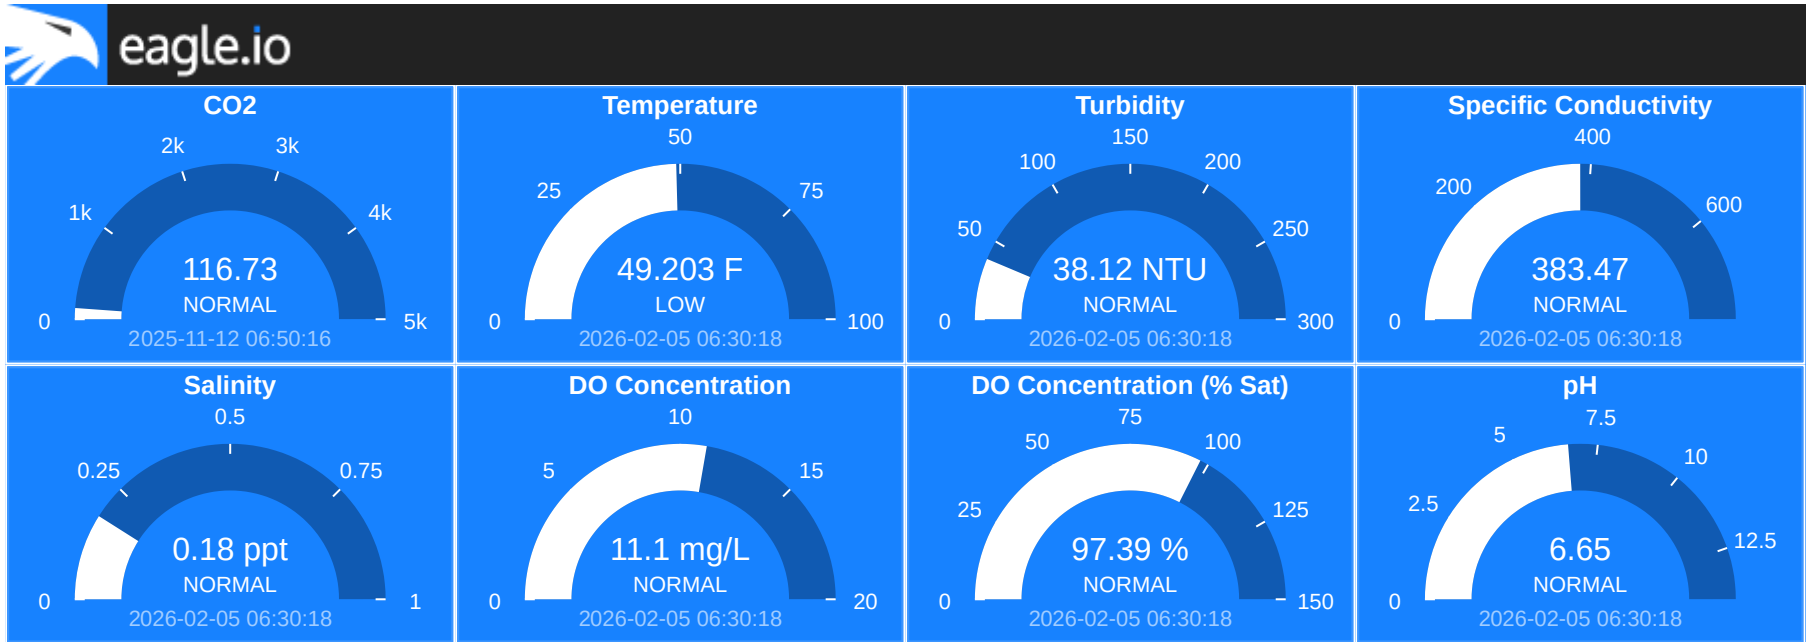 eagle.io
CO2
0
1k
2k
3k
4k
5k
116.73
NORMAL
2025-11-12 06:50:16
Temperature
0
25
50
75
100
49.203 F
LOW
2026-02-05 06:30:18
Turbidity
0
50
100
150
200
250
300
38.12 NTU
NORMAL
2026-02-05 06:30:18
Specific Conductivity
0
200
400
600
383.47
NORMAL
2026-02-05 06:30:18
Salinity
0
0.25
0.5
0.75
1
0.18 ppt
NORMAL
2026-02-05 06:30:18
DO Concentration
0
5
10
15
20
11.1 mg/L
NORMAL
2026-02-05 06:30:18
DO Concentration (% Sat)
0
25
50
75
100
125
150
97.39 %
NORMAL
2026-02-05 06:30:18
pH
0
2.5
5
7.5
10
12.5
6.65
NORMAL
2026-02-05 06:30:18